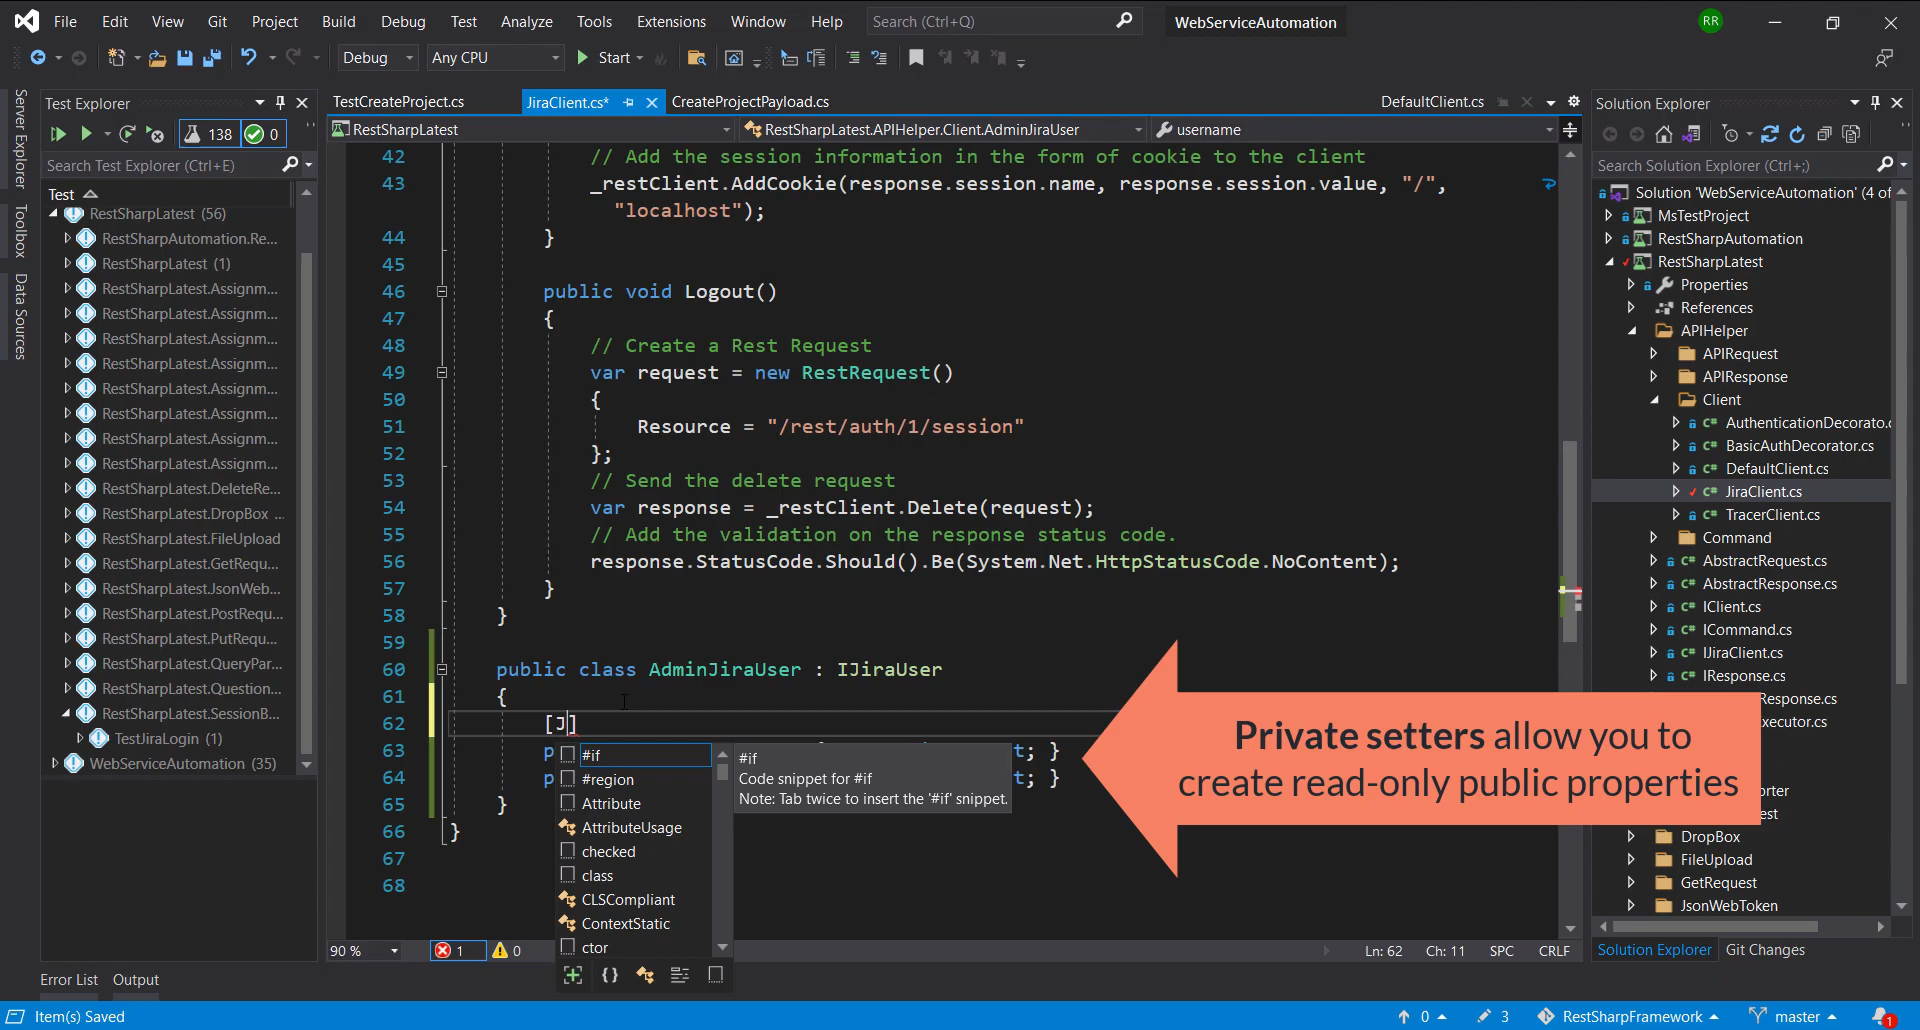 File Edit View Git Project Build Debug Test Analyze Tools Extensions Window Help Search (Ctrl+Q) WebServiceAutomation RR
Debug Any CPU Start
Server Explorer
Toolbox
Data Sources
Test Explorer
138 0
Search Test Explorer (Ctrl+E)
Test
RestSharpLatest (56)
RestSharpAutomation.Re...
RestSharpLatest (1)
RestSharpLatest.Assignm...
RestSharpLatest.Assignm...
RestSharpLatest.Assignm...
RestSharpLatest.Assignm...
RestSharpLatest.Assignm...
RestSharpLatest.Assignm...
RestSharpLatest.Assignm...
RestSharpLatest.Assignm...
RestSharpLatest.DeleteRe...
RestSharpLatest.DropBox ...
RestSharpLatest.FileUpload
RestSharpLatest.GetRequ...
RestSharpLatest.JsonWeb...
RestSharpLatest.PostRequ...
RestSharpLatest.PutRequ...
RestSharpLatest.QueryPar...
RestSharpLatest.Question...
RestSharpLatest.SessionB...
TestJiraLogin (1)
WebServiceAutomation (35)
TestCreateProject.cs JiraClient.cs* CreateProjectPayload.cs DefaultClient.cs
RestSharpLatest RestSharpLatest.APIHelper.Client.AdminJiraUser username
42 // Add the session information in the form of cookie to the client
43 _restClient.AddCookie(response.session.name, response.session.value, "/",
"localhost");
44 }
45
46 public void Logout()
47 {
48 // Create a Rest Request
49 var request = new RestRequest()
50 {
51 Resource = "/rest/auth/1/session"
52 };
53 // Send the delete request
54 var response = _restClient.Delete(request);
55 // Add the validation on the response status code.
56 response.StatusCode.Should().Be(System.Net.HttpStatusCode.NoContent);
57 }
58 }
59
60 public class AdminJiraUser : IJiraUser
61 {
62 [J]
63 p t; }
64 p t; }
65 }
66 }
67
68
#if
#region
Attribute
AttributeUsage
checked
class
CLSCompliant
ContextStatic
ctor
#if
Code snippet for #if
Note: Tab twice to insert the '#if' snippet.
Private setters allow you to
create read-only public properties
90 % 1 0 Ln: 62 Ch: 11 SPC CRLF
Solution Explorer
Search Solution Explorer (Ctrl+;)
Solution 'WebServiceAutomation' (4 of
MsTestProject
RestSharpAutomation
RestSharpLatest
Properties
References
APIHelper
APIRequest
APIResponse
Client
AuthenticationDecorato.c
BasicAuthDecorator.cs
DefaultClient.cs
JiraClient.cs
TracerClient.cs
Command
AbstractRequest.cs
AbstractResponse.cs
IClient.cs
ICommand.cs
IJiraClient.cs
IResponse.cs
Response.cs
xecutor.cs
orter
est
DropBox
FileUpload
GetRequest
JsonWebToken
Solution Explorer Git Changes
Error List Output
Item(s) Saved 0 3 RestSharpFramework master 1